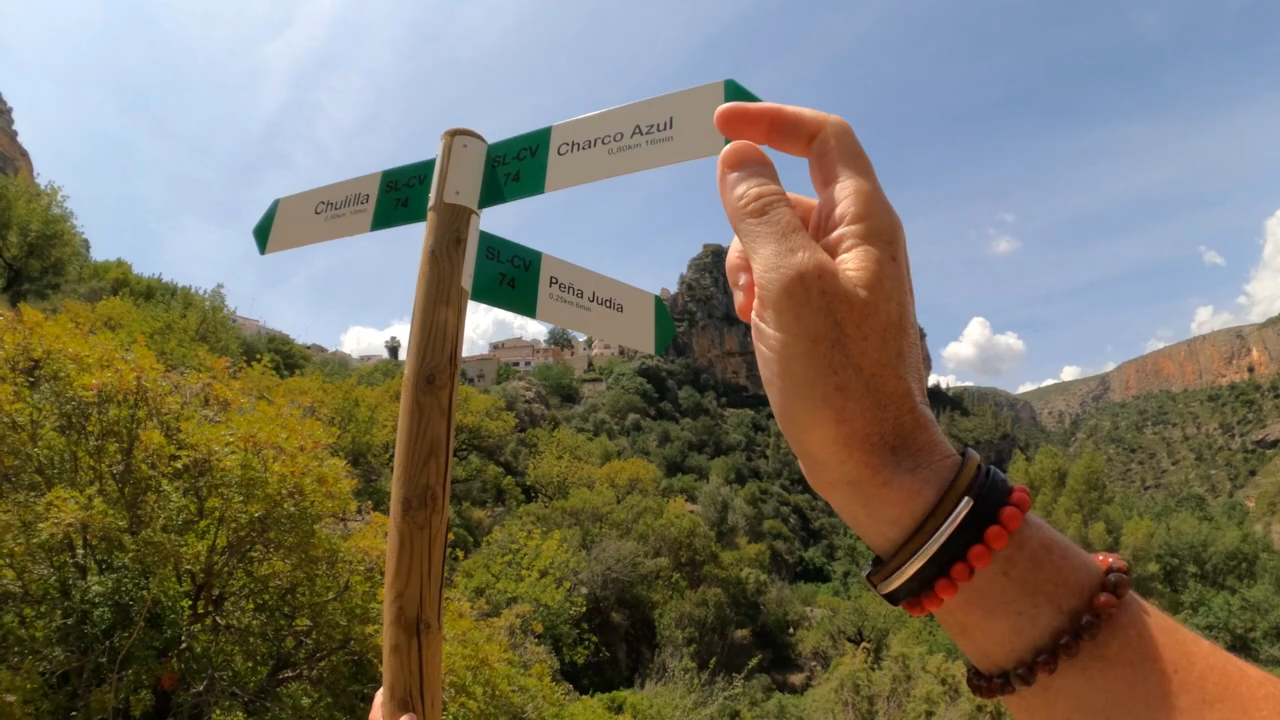 Chulilla
SL-CV
74
SL-CV
74
Charco Azul
0,80km 16min
SL-CV
74
Peña Judia
0,25km 6min